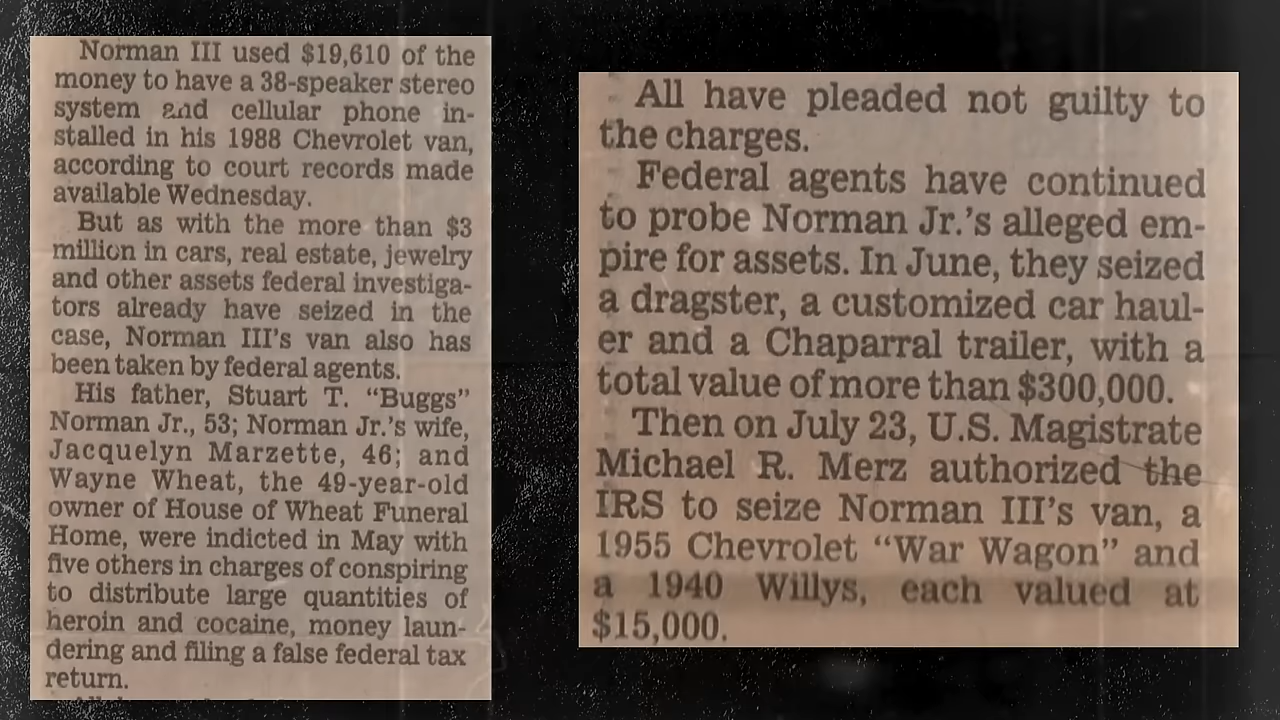 Norman III used $19,610 of the
money to have a 38-speaker stereo
system and cellular phone in-
stalled in his 1988 Chevrolet van,
according to court records made
available Wednesday.
But as with the more than $3
million in cars, real estate, jewelry
and other assets federal investiga-
tors already have seized in the
case, Norman III's van also has
been taken by federal agents.
His father, Stuart T. “Buggs”
Norman Jr., 53; Norman Jr.'s wife,
Jacquelyn Marzette, 46; and
Wayne Wheat, the 49-year-old
owner of House of Wheat Funeral
Home, were indicted in May with
five others in charges of conspiring
to distribute large quantities of
heroin and cocaine, money laun-
dering and filing a false federal tax
return.
All have pleaded not guilty to
the charges.
Federal agents have continued
to probe Norman Jr.'s alleged em-
pire for assets. In June, they seized
a dragster, a customized car haul-
er and a Chaparral trailer, with a
total value of more than $300,000.
Then on July 23, U.S. Magistrate
Michael R. Merz authorized the
IRS to seize Norman III's van, a
1955 Chevrolet “War Wagon” and
a 1940 Willys, each valued at
$15,000.